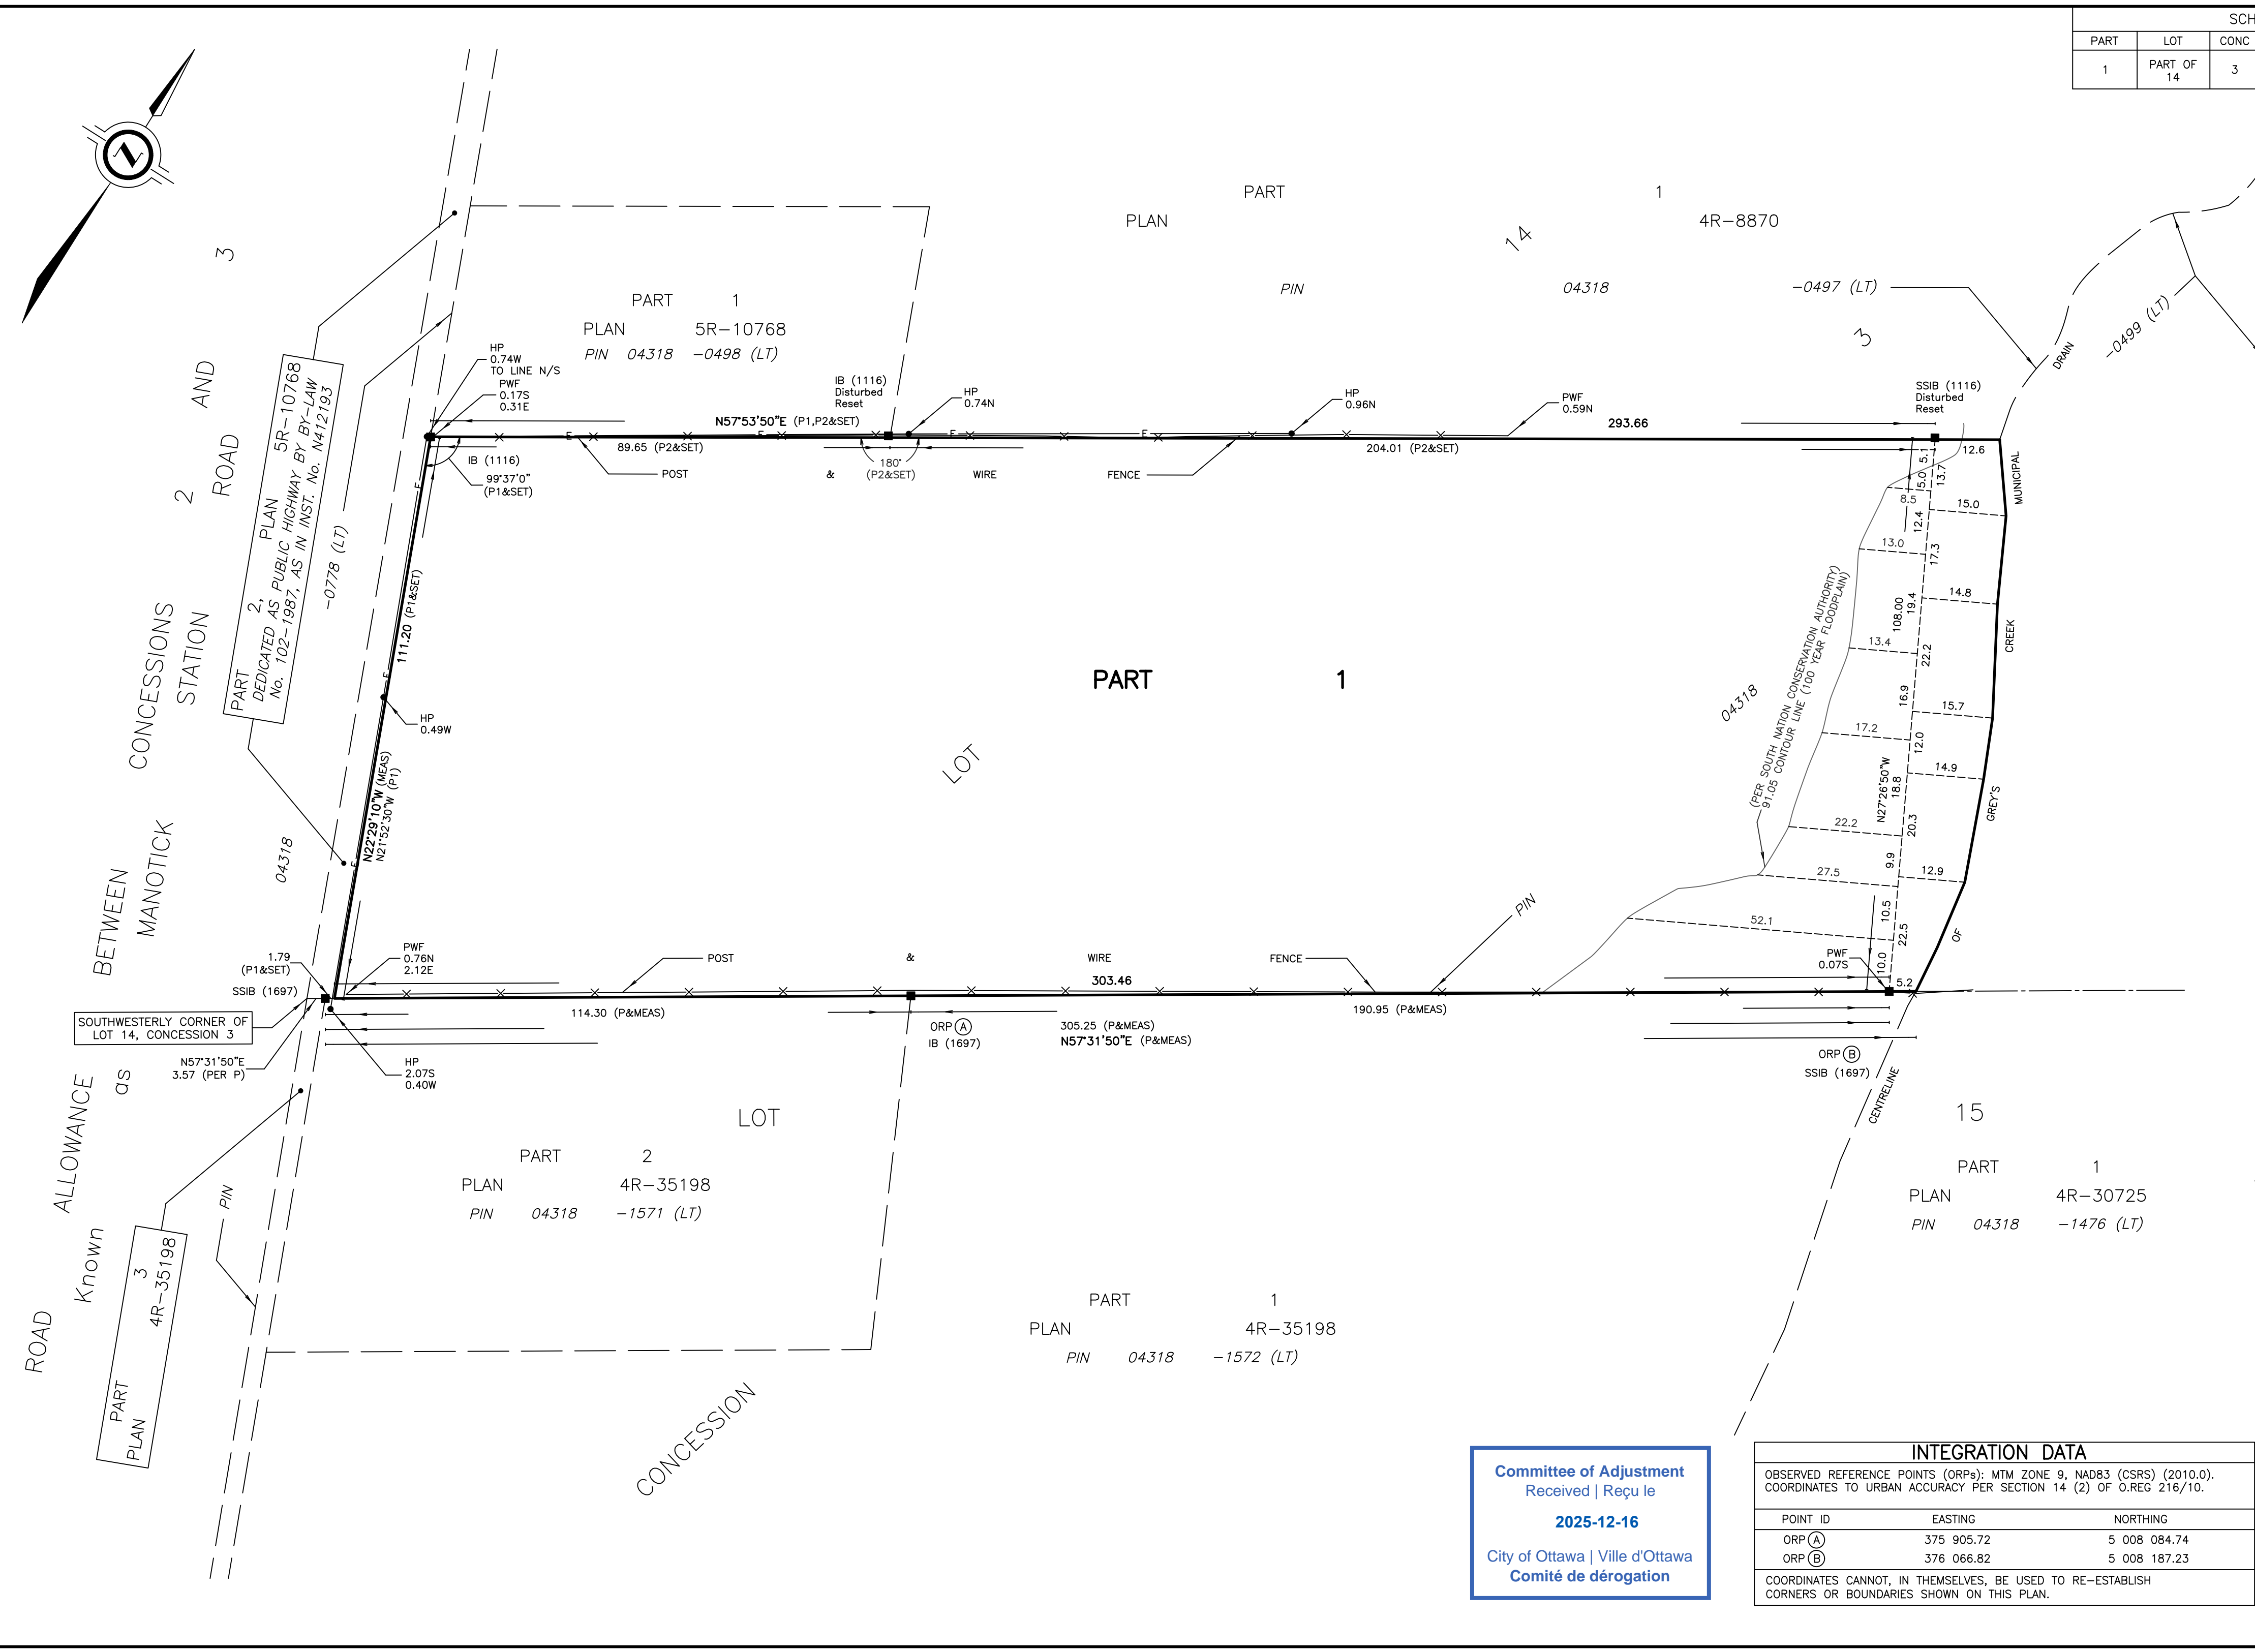 SCH
PART LOT CONC
1 PART OF 14 3
PART 1
PLAN 4R-8870
14
PIN 04318 -0497 (LT)
3
-0499 (LT)
DRAIN
PART 1
PLAN 5R-10768
PIN 04318 -0498 (LT)
3
AND
2
ROAD
CONCESSIONS
STATION
BETWEEN
MANOTICK
ALLOWANCE
as
ROAD
Known
PART 2, PLAN 5R-10768
DEDICATED AS PUBLIC HIGHWAY BY BY-LAW
No. 102-1987, AS IN INST. No. N412193
-0778 (LT)
04318
HP
0.74W
TO LINE N/S
PWF
0.17S
0.31E
IB (1116)
Disturbed
Reset
HP
0.74N
HP
0.96N
PWF
0.59N
SSIB (1116)
Disturbed
Reset
N57°53'50"E (P1,P2&SET)
293.66
89.65 (P2&SET)
180°
(P2&SET)
204.01 (P2&SET)
IB (1116)
99°37'0"
(P1&SET)
POST & WIRE FENCE
12.6
5.1
13.7
5.0
8.5
15.0
12.4
13.0
17.3
14.8
108.00
19.4
13.4
22.2
16.9
15.7
17.2
12.0
14.9
N27°26'50"W
18.8
22.2
20.3
9.9
27.5
12.9
10.5
52.1
22.5
10.0
5.2
MUNICIPAL
CREEK
GREY'S
OF
(PER SOUTH NATION CONSERVATION AUTHORITY)
91.05 CONTOUR LINE (100 YEAR FLOODPLAIN)
04318
111.20 (P1&SET)
HP
0.49W
N22°29'10"W (MEAS)
N21°52'30"W (P1)
PART 1
LOT
PIN
1.79
(P1&SET)
SSIB (1697)
PWF
0.76N
2.12E
POST & WIRE FENCE
303.46
PWF
0.07S
SOUTHWESTERLY CORNER OF
LOT 14, CONCESSION 3
N57°31'50"E
3.57 (PER P)
HP
2.07S
0.40W
114.30 (P&MEAS)
ORP A
IB (1697)
305.25 (P&MEAS)
N57°31'50"E (P&MEAS)
190.95 (P&MEAS)
ORP B
SSIB (1697)
CENTRELINE
LOT
15
PART 2
PLAN 4R-35198
PIN 04318 -1571 (LT)
PART 1
PLAN 4R-30725
PIN 04318 -1476 (LT)
PIN
PART 3
PLAN 4R-35198
PART 1
PLAN 4R-35198
PIN 04318 -1572 (LT)
CONCESSION
Committee of Adjustment
Received | Reçu le
2025-12-16
City of Ottawa | Ville d'Ottawa
Comité de dérogation
INTEGRATION DATA
OBSERVED REFERENCE POINTS (ORPs): MTM ZONE 9, NAD83 (CSRS) (2010.0).
COORDINATES TO URBAN ACCURACY PER SECTION 14 (2) OF O.REG 216/10.
POINT ID EASTING NORTHING
ORP A 375 905.72 5 008 084.74
ORP B 376 066.82 5 008 187.23
COORDINATES CANNOT, IN THEMSELVES, BE USED TO RE-ESTABLISH
CORNERS OR BOUNDARIES SHOWN ON THIS PLAN.